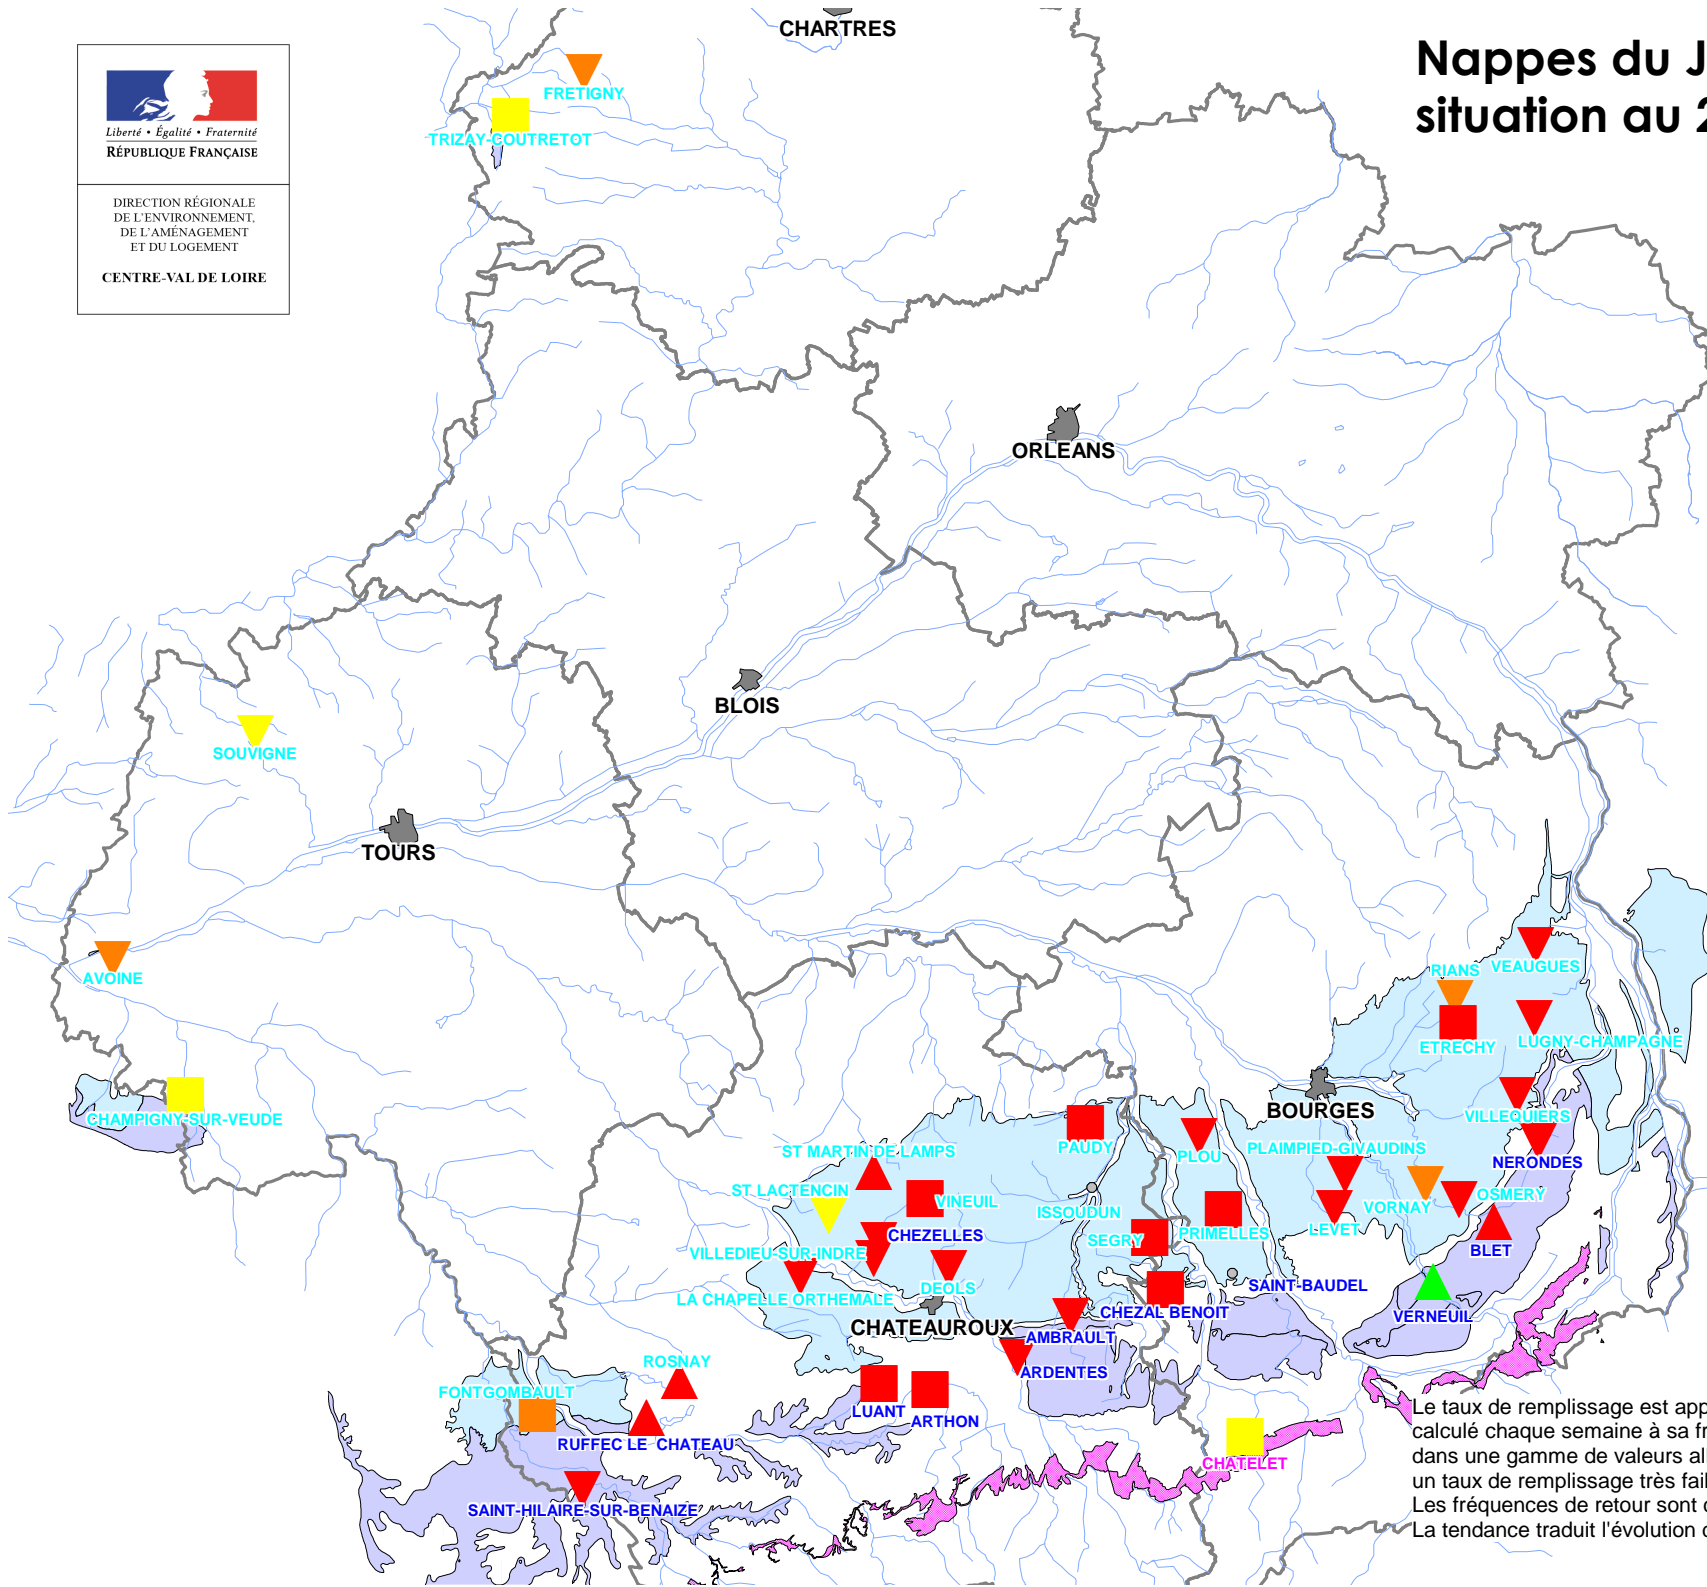 CHARTRES
Nappes du J
situation au 2
FRETIGNY
Liberté • Égalité • Fraternité
RÉPUBLIQUE FRANÇAISE
TRIZAY-COUTRETOT
DIRECTION RÉGIONALE
DE L'ENVIRONNEMENT,
DE L'AMÉNAGEMENT
ET DU LOGEMENT
CENTRE-VAL DE LOIRE
ORLEANS
BLOIS
SOUVIGNE
TOURS
AVOINE
RIANS
VEAUGUES
ETRECHY
LUGNY-CHAMPAGNE
CHAMPIGNY-SUR-VEUDE
BOURGES
VILLEQUIERS
ST MARTIN DE LAMPS
PAUDY
PLOU
PLAIMPIED-GIVAUDINS
NERONDES
ST LACTENCIN
VINEUIL
ISSOUDUN
VORNAY
OSMERY
CHEZELLES
SEGRY
PRIMELLES
LEVET
BLET
VILLEDIEU-SUR-INDRE
DEOLS
SAINT-BAUDEL
LA CHAPELLE ORTHEMALE
CHEZAL BENOIT
VERNEUIL
CHATEAUROUX
AMBRAULT
ROSNAY
ARDENTES
FONTGOMBAULT
LUANT
ARTHON
RUFFEC LE CHATEAU
CHATELET
SAINT-HILAIRE-SUR-BENAIZE
Le taux de remplissage est app
calculé chaque semaine à sa fr
dans une gamme de valeurs all
un taux de remplissage très faib
Les fréquences de retour sont c
La tendance traduit l'évolution d